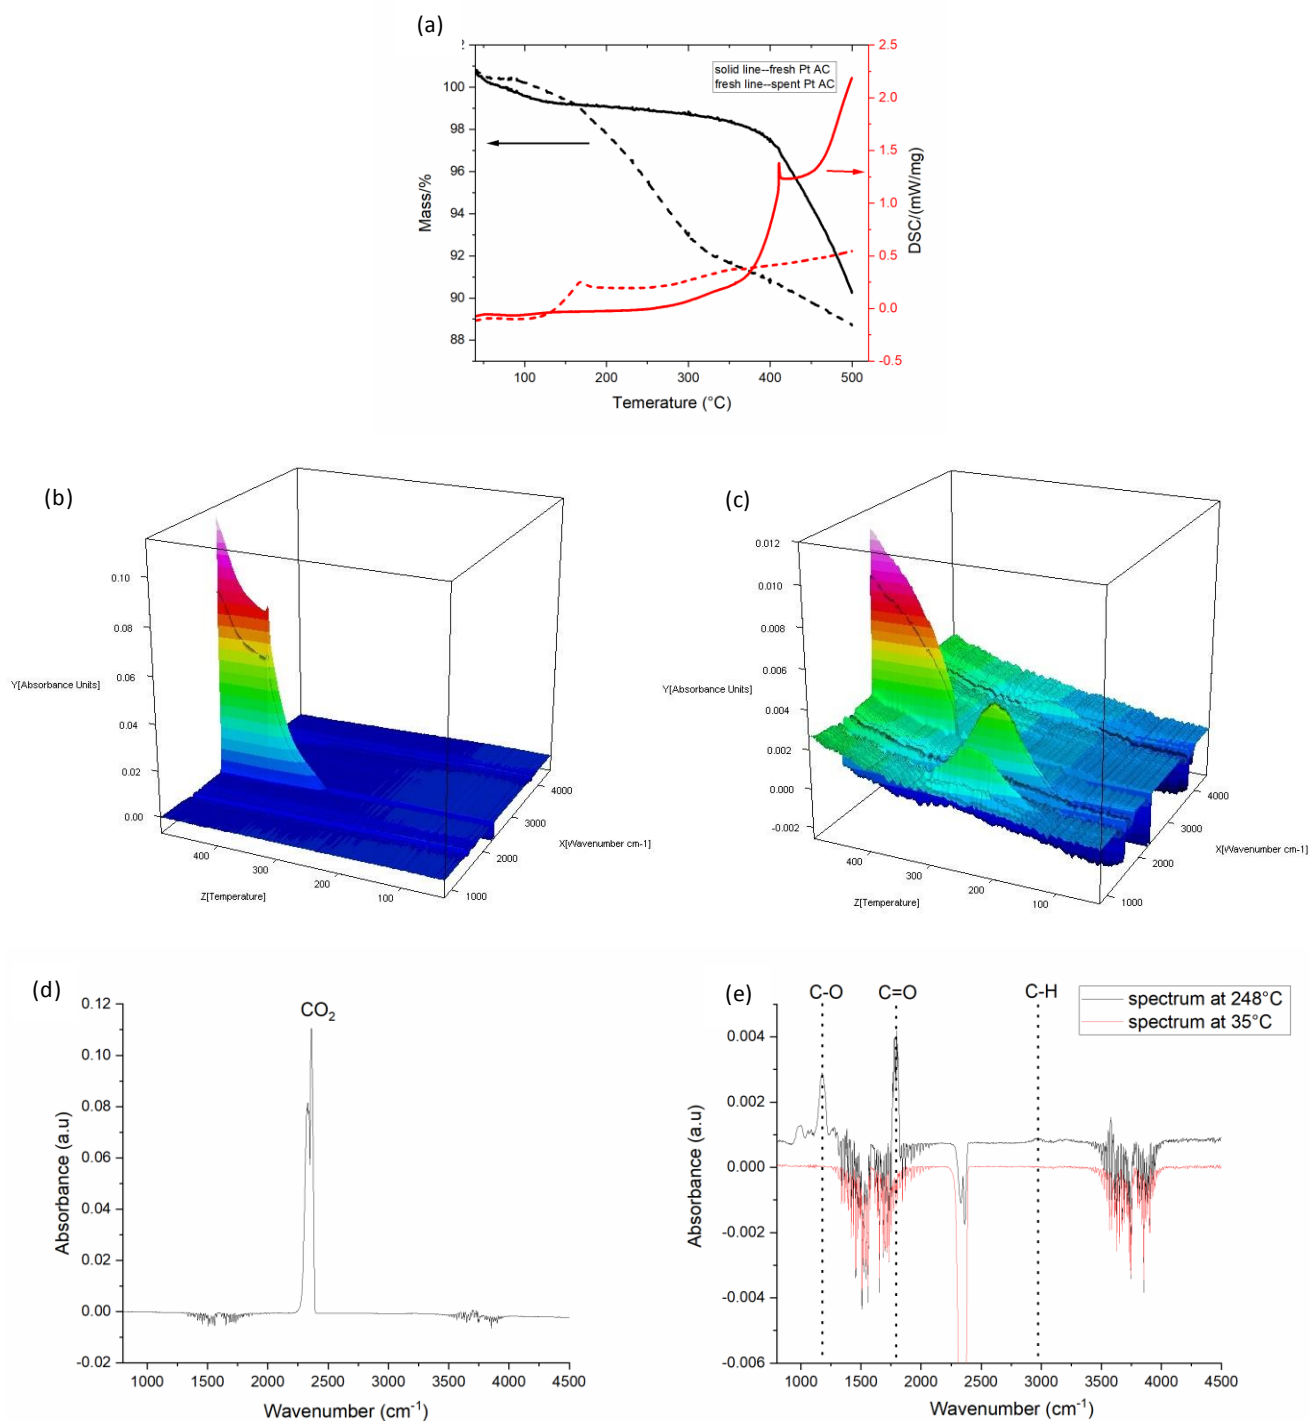 (a)
solid line--fresh Pt AC
fresh line--spent Pt AC
100
98
96
94
92
90
88
Mass/%
2.5
2.0
1.5
1.0
0.5
0.0
-0.5
DSC/(mW/mg)
100 200 300 400 500
Temerature (°C)
(b)
0.10
0.08
0.06
0.04
0.02
0.00
Y[Absorbance Units]
400 300 200 100
Z[Temperature]
4000
3000
2000
1000
X[Wavenumber cm-1]
(c)
0.012
0.010
0.008
0.006
0.004
0.002
0.000
-0.002
Y[Absorbance Units]
400 300 200 100
Z[Temperature]
4000
3000
2000
1000
X[Wavenumber cm-1]
(d)
CO₂
0.12
0.10
0.08
0.06
0.04
0.02
0.00
-0.02
Absorbance (a.u)
1000 1500 2000 2500 3000 3500 4000 4500
Wavenumber (cm⁻¹)
(e)
C-O C=O C-H
spectrum at 248°C
spectrum at 35°C
0.004
0.002
0.000
-0.002
-0.004
-0.006
Absorbance (a.u)
1000 1500 2000 2500 3000 3500 4000 4500
Wavenumber (cm⁻¹)